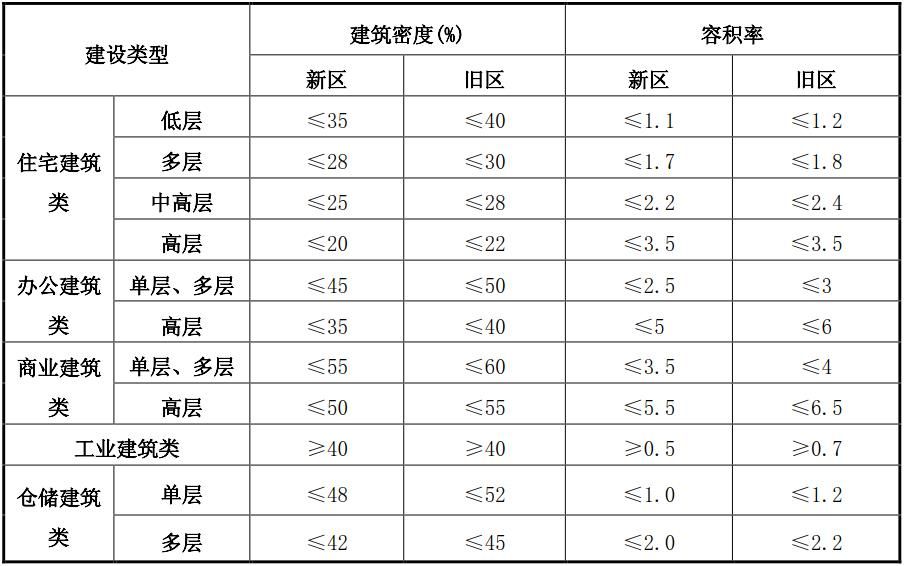 建设类型 建筑密度(%) 容积率
新区 旧区 新区 旧区
住宅建筑类 低层 ≤35 ≤40 ≤1.1 ≤1.2
多层 ≤28 ≤30 ≤1.7 ≤1.8
中高层 ≤25 ≤28 ≤2.2 ≤2.4
高层 ≤20 ≤22 ≤3.5 ≤3.5
办公建筑类 单层、多层 ≤45 ≤50 ≤2.5 ≤3
高层 ≤35 ≤40 ≤5 ≤6
商业建筑类 单层、多层 ≤55 ≤60 ≤3.5 ≤4
高层 ≤50 ≤55 ≤5.5 ≤6.5
工业建筑类 ≥40 ≥40 ≥0.5 ≥0.7
仓储建筑类 单层 ≤48 ≤52 ≤1.0 ≤1.2
多层 ≤42 ≤45 ≤2.0 ≤2.2